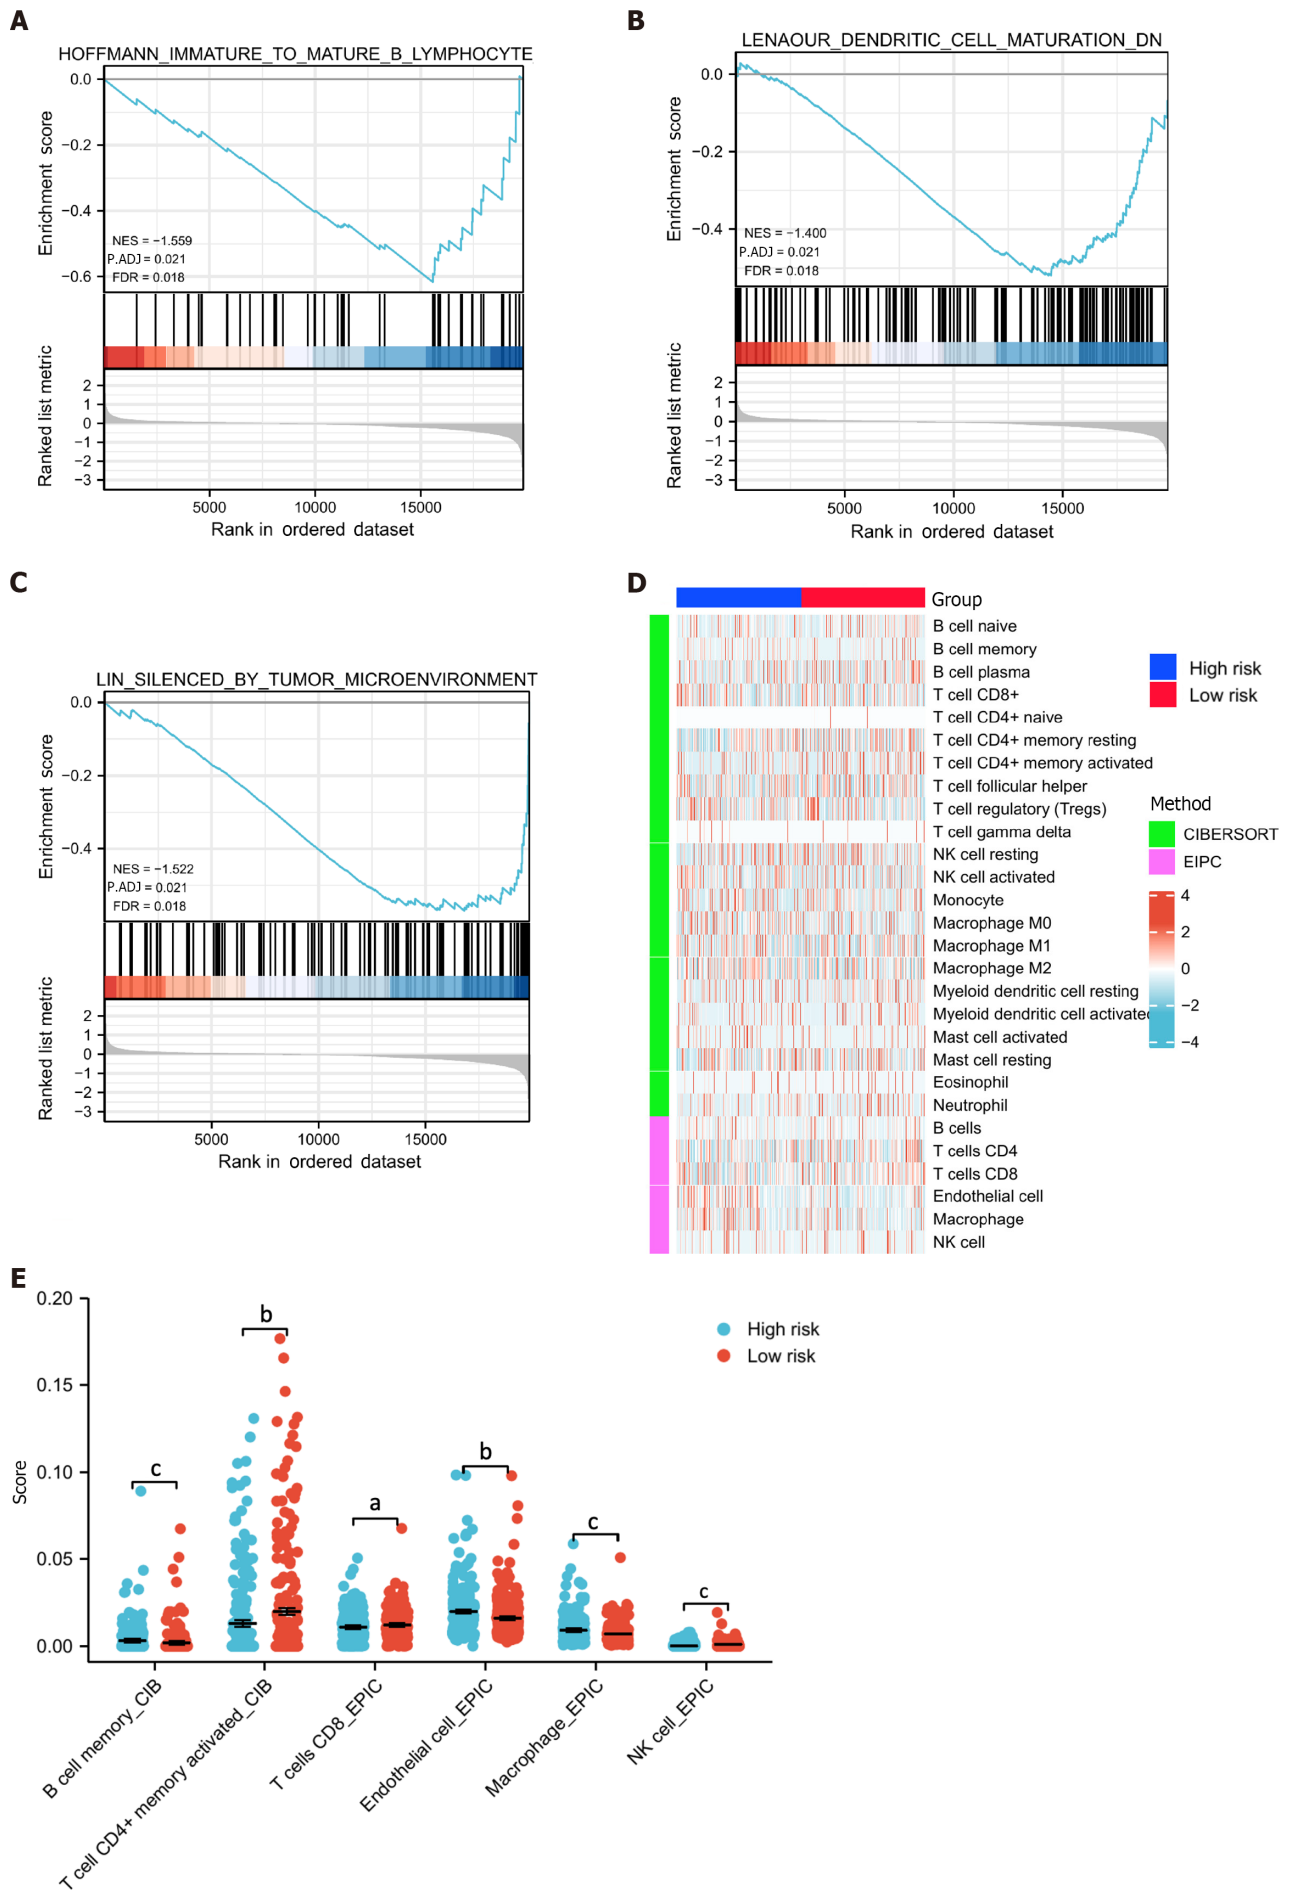 A
HOFFMANN_IMMATURE_TO_MATURE_B_LYMPHOCYTE
0.0
−0.2
−0.4
−0.6
Enrichment score
NES = −1.559
P.ADJ = 0.021
FDR = 0.018
2
1
0
−1
−2
−3
Ranked list metric
5000 10000 15000
Rank in ordered dataset
B
LENAOUR_DENDRITIC_CELL_MATURATION_DN
0.0
−0.2
−0.4
Enrichment score
NES = −1.400
P.ADJ = 0.021
FDR = 0.018
2
1
0
−1
−2
−3
Ranked list metric
5000 10000 15000
Rank in ordered dataset
C
LIN_SILENCED_BY_TUMOR_MICROENVIRONMENT
0.0
−0.2
−0.4
Enrichment score
NES = −1.522
P.ADJ = 0.021
FDR = 0.018
2
1
0
−1
−2
−3
Ranked list metric
5000 10000 15000
Rank in ordered dataset
D
Group
B cell naive
B cell memory
B cell plasma
T cell CD8+
T cell CD4+ naive
T cell CD4+ memory resting
T cell CD4+ memory activated
T cell follicular helper
T cell regulatory (Tregs)
T cell gamma delta
NK cell resting
NK cell activated
Monocyte
Macrophage M0
Macrophage M1
Macrophage M2
Myeloid dendritic cell resting
Myeloid dendritic cell activated
Mast cell activated
Mast cell resting
Eosinophil
Neutrophil
B cells
T cells CD4
T cells CD8
Endothelial cell
Macrophage
NK cell
High risk
Low risk
Method
CIBERSORT
EIPC
4
2
0
−2
−4
E
0.20
0.15
0.10
0.05
0.00
Score
c
b
a
b
c
c
High risk
Low risk
B cell memory_CIB
T cell CD4+ memory activated_CIB
T cells CD8_EPIC
Endothelial cell_EPIC
Macrophage_EPIC
NK cell_EPIC